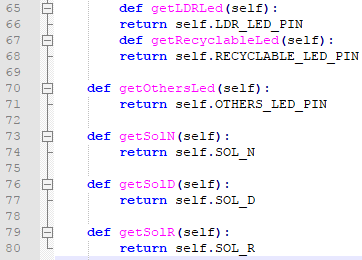 65 def getLDRLed(self):
66 return self.LDR_LED_PIN
67 def getRecyclableLed(self):
68 return self.RECYCLABLE_LED_PIN
69
70 def getOthersLed(self):
71 return self.OTHERS_LED_PIN
72
73 def getSolN(self):
74 return self.SOL_N
75
76 def getSolD(self):
77 return self.SOL_D
78
79 def getSolR(self):
80 return self.SOL_R